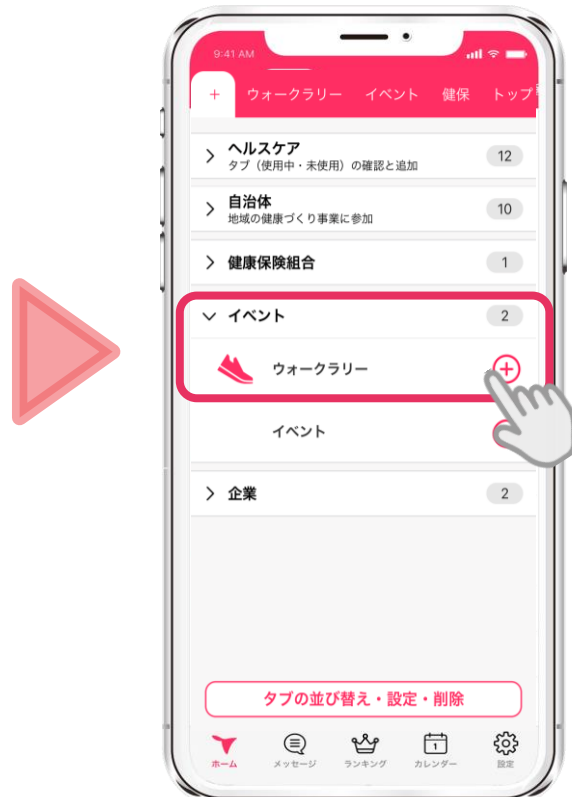 9:41 AM
+ ウォークラリー イベント 健保 トップ
ヘルスケア
タブ（使用中・未使用）の確認と追加
12
自治体
地域の健康づくり事業に参加
10
健康保険組合
1
イベント
2
ウォークラリー
イベント
企業
2
タブの並び替え・設定・削除
ホーム メッセージ ランキング 1 カレンダー 設定